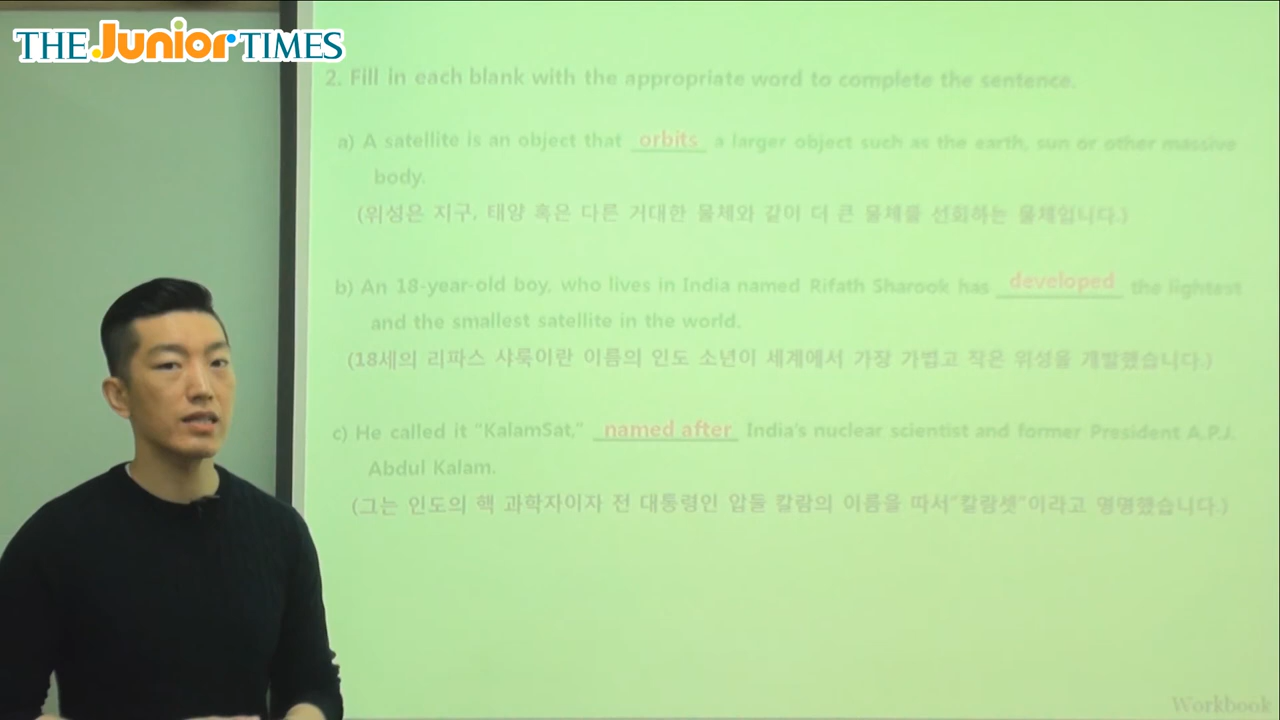 THE Junior TIMES
2. Fill in each blank with the appropriate word to complete the sentence.
a) A satellite is an object that orbits a larger object such as the earth, sun or other massive
body.
(위성은 지구, 태양 혹은 다른 거대한 물체와 같이 더 큰 물체를 선회하는 물체입니다.)
b) An 18-year-old boy, who lives in India named Rifath Sharook has developed the lightest
and the smallest satellite in the world.
(18세의 리파스 샤룩이란 이름의 인도 소년이 세계에서 가장 가볍고 작은 위성을 개발했습니다.)
c) He called it “KalamSat,” named after India's nuclear scientist and former President A.P.J.
Abdul Kalam.
(그는 인도의 핵 과학자이자 전 대통령인 압둘 칼람의 이름을 따서“칼람셋”이라고 명명했습니다.)
Workbook